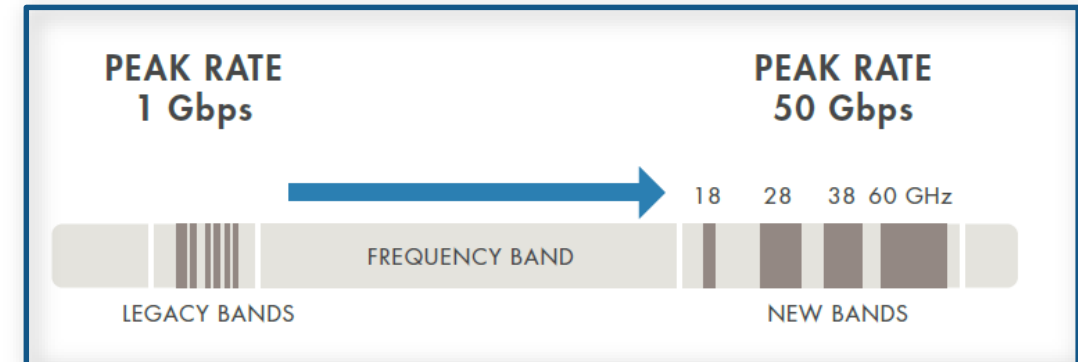 PEAK RATE
1 Gbps
PEAK RATE
50 Gbps
18 28 38 60 GHz
FREQUENCY BAND
LEGACY BANDS
NEW BANDS